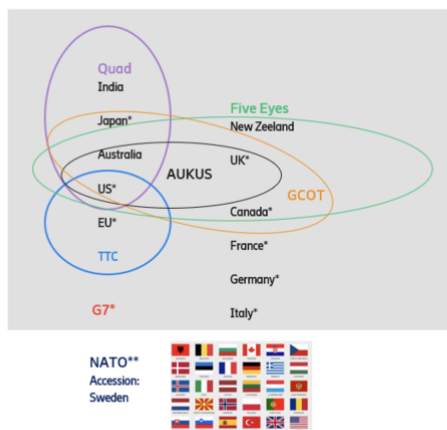 Quad
India
Five Eyes
Japan*
New Zeeland
Australia
UK*
AUKUS
US*
GCOT
Canada*
EU*
France*
TTC
Germany*
G7*
Italy*
NATO**
Accession:
Sweden